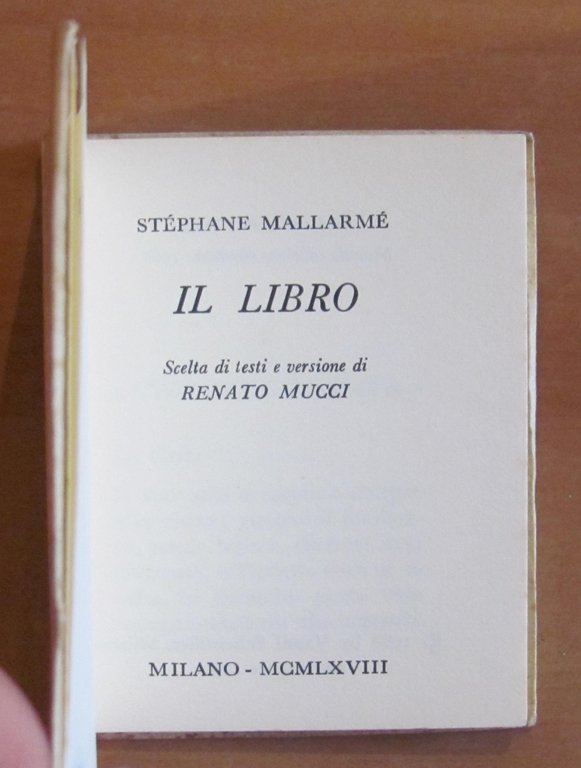 STÉPHANE MALLARMÉ
IL LIBRO
Scelta di testi e versione di
RENATO MUCCI
MILANO - MCMLXVIII